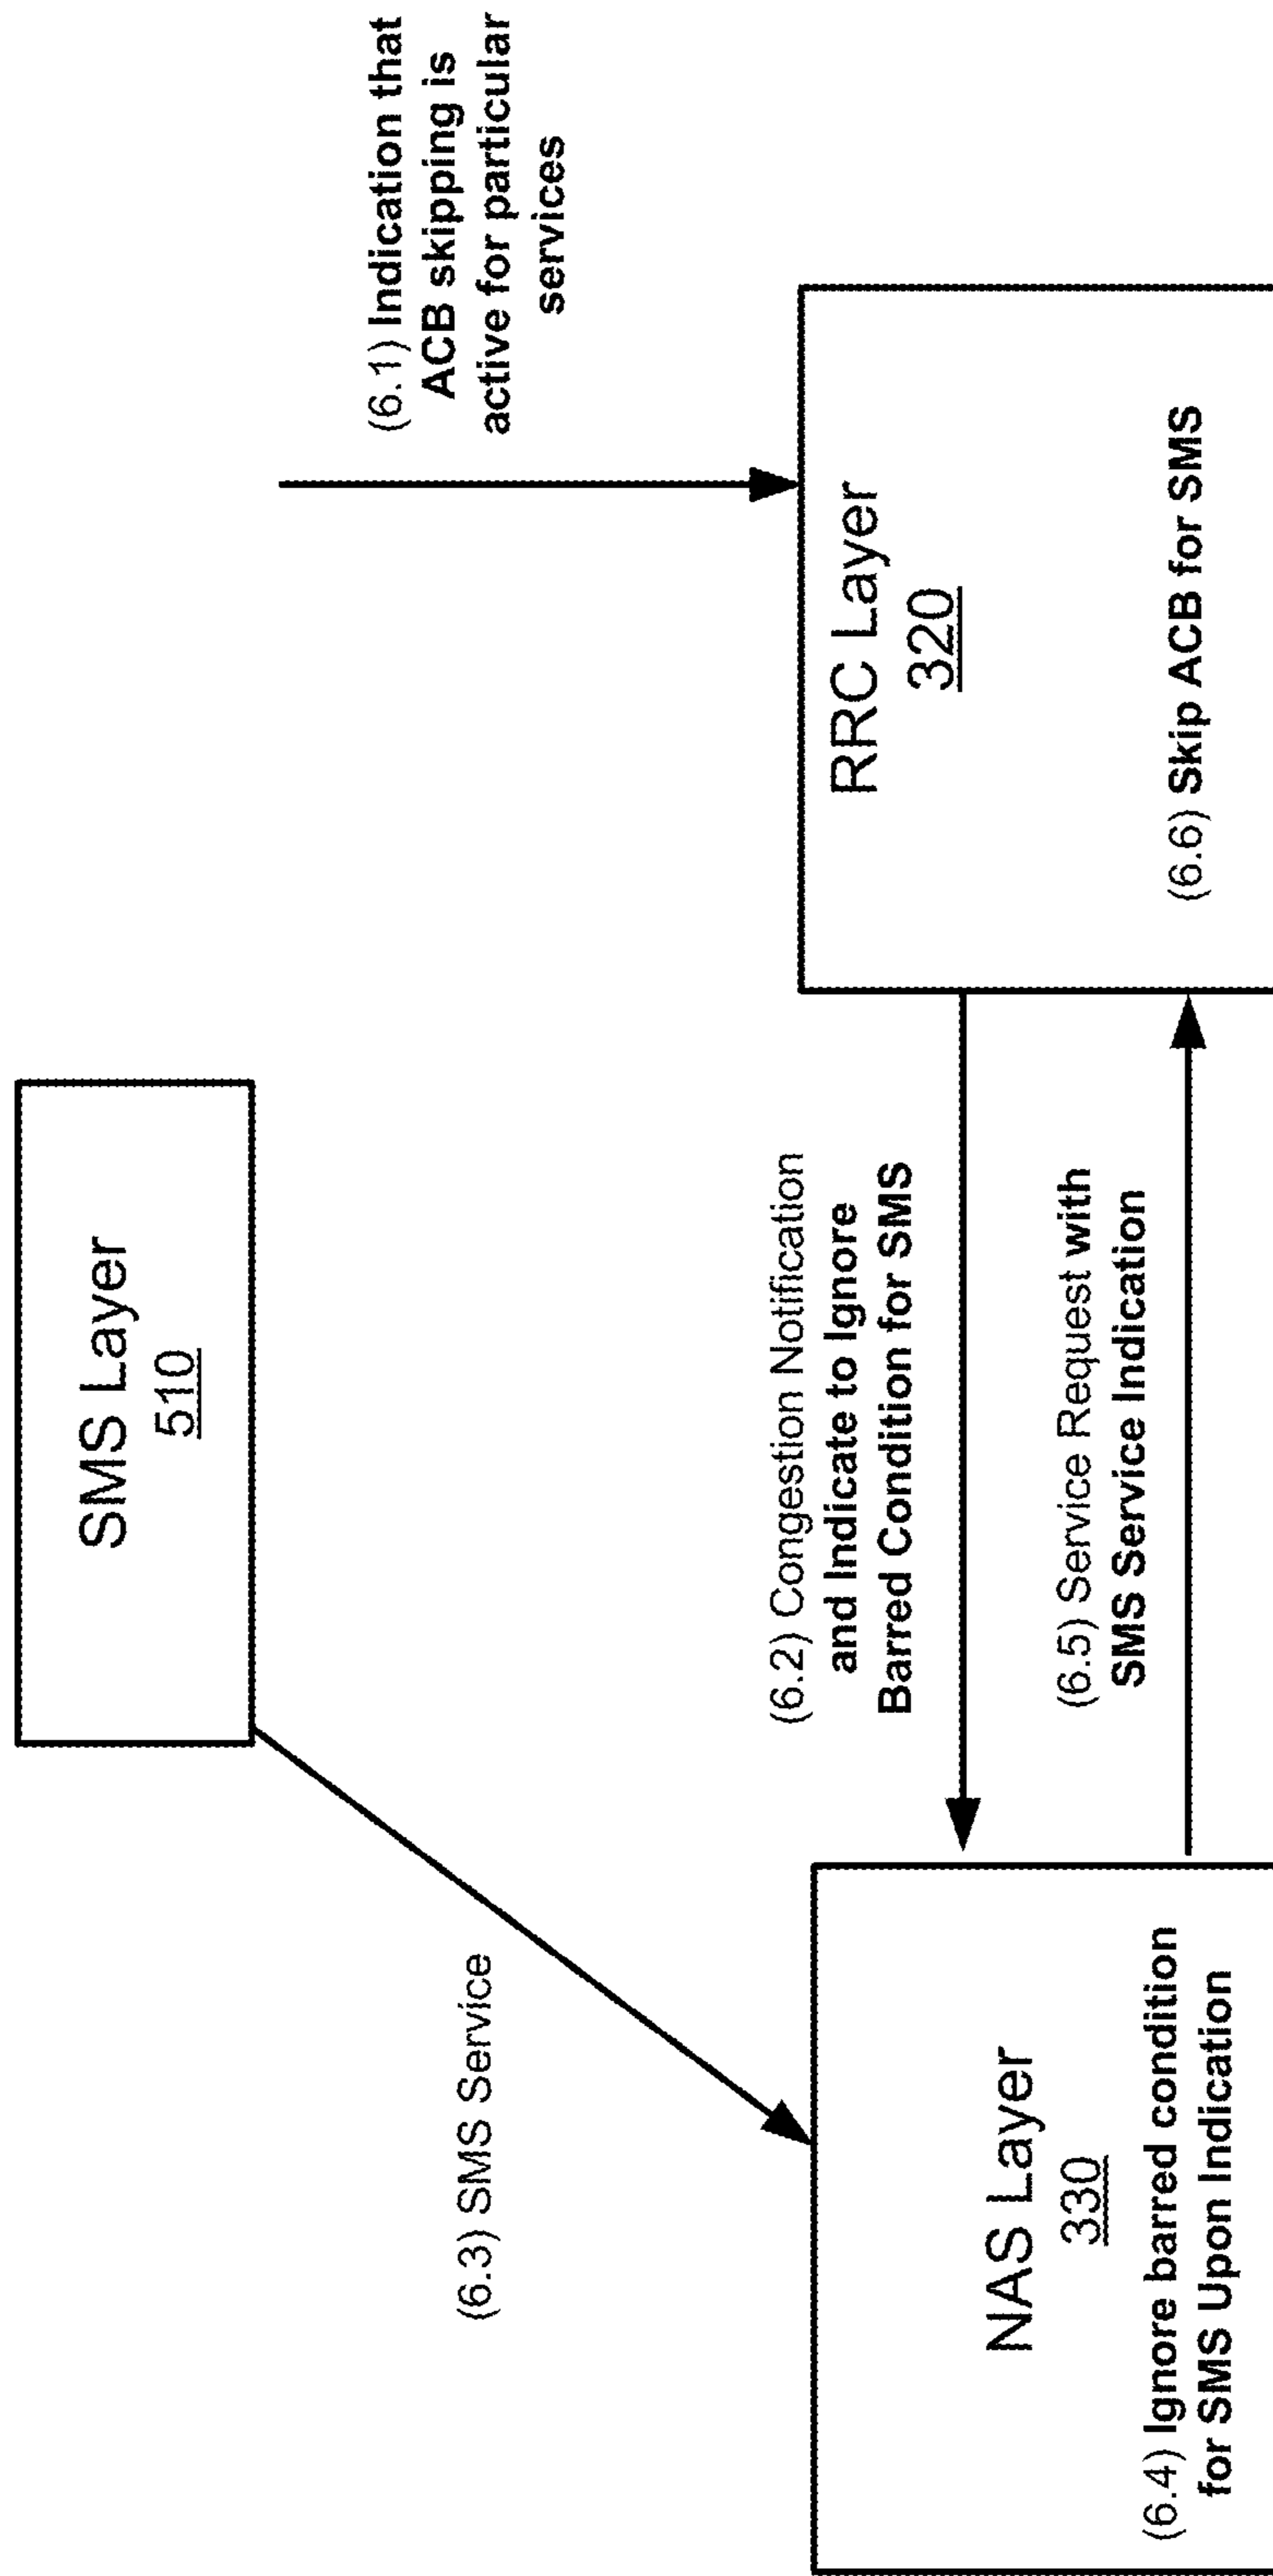 SMS Layer
510
(6.1) Indication that
ACB skipping is
active for particular
services
(6.3) SMS Service
(6.2) Congestion Notification
and Indicate to Ignore
Barred Condition for SMS
(6.5) Service Request with
SMS Service Indication
NAS Layer
330
(6.4) Ignore barred condition
for SMS Upon Indication
RRC Layer
320
(6.6) Skip ACB for SMS